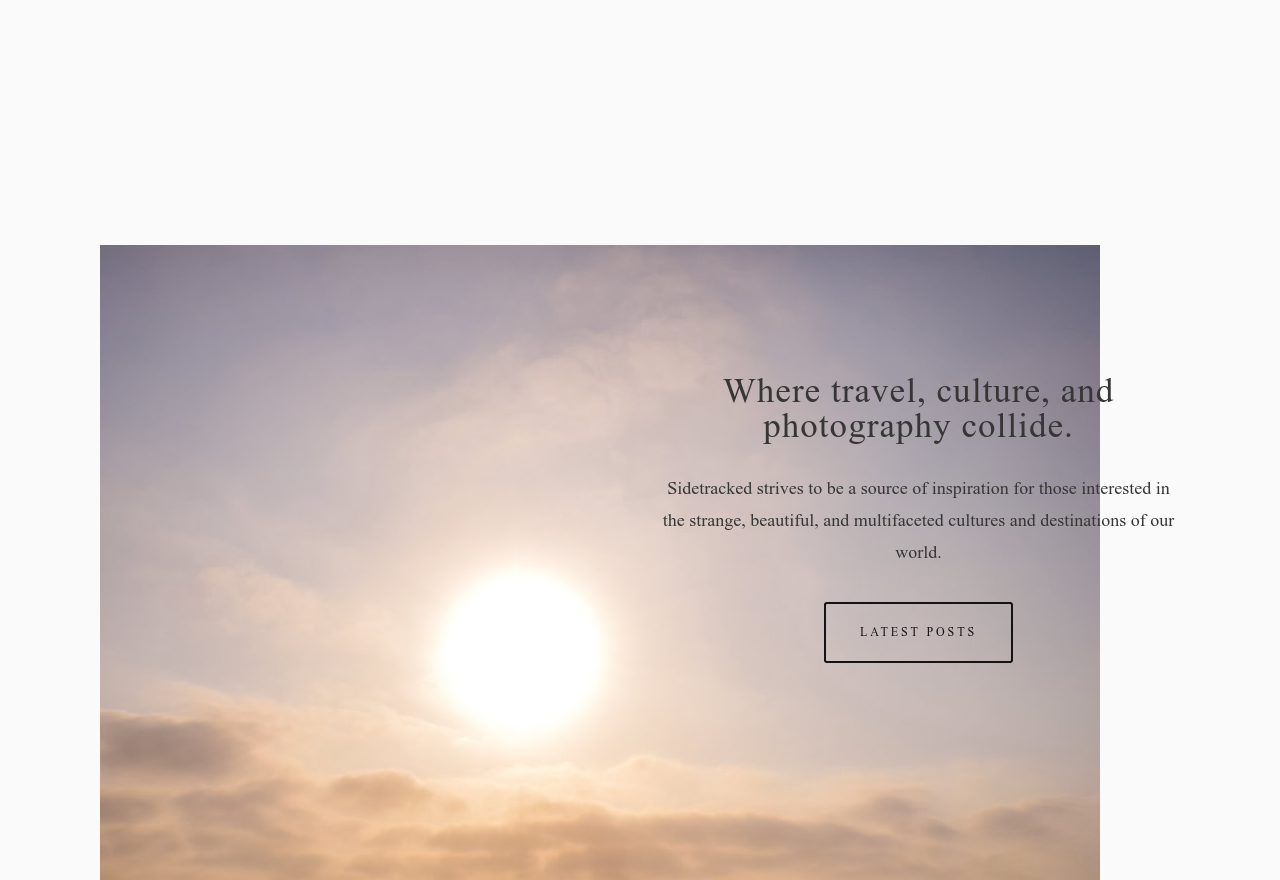 Where travel, culture, and
photography collide.
Sidetracked strives to be a source of inspiration for those interested in
the strange, beautiful, and multifaceted cultures and destinations of our
world.
LATEST POSTS